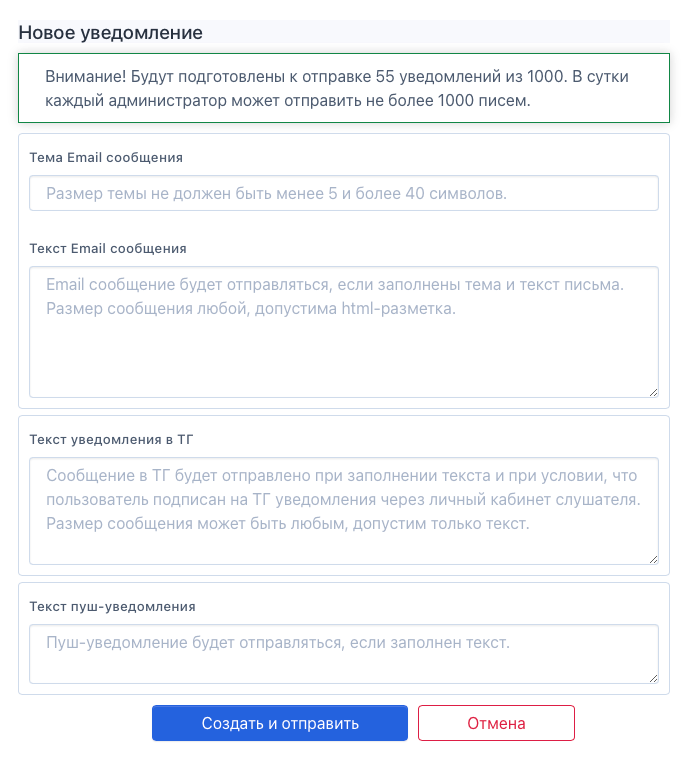 Новое уведомление
Внимание! Будут подготовлены к отправке 55 уведомлений из 1000. В сутки
каждый администратор может отправить не более 1000 писем.
Тема Email сообщения
Размер темы не должен быть менее 5 и более 40 символов.
Текст Email сообщения
Email сообщение будет отправляться, если заполнены тема и текст письма.
Размер сообщения любой, допустима html-разметка.
Текст уведомления в ТГ
Сообщение в ТГ будет отправлено при заполнении текста и при условии, что
пользователь подписан на ТГ уведомления через личный кабинет слушателя.
Размер сообщения может быть любым, допустим только текст.
Текст пуш-уведомления
Пуш-уведомление будет отправляться, если заполнен текст.
Создать и отправить
Отмена